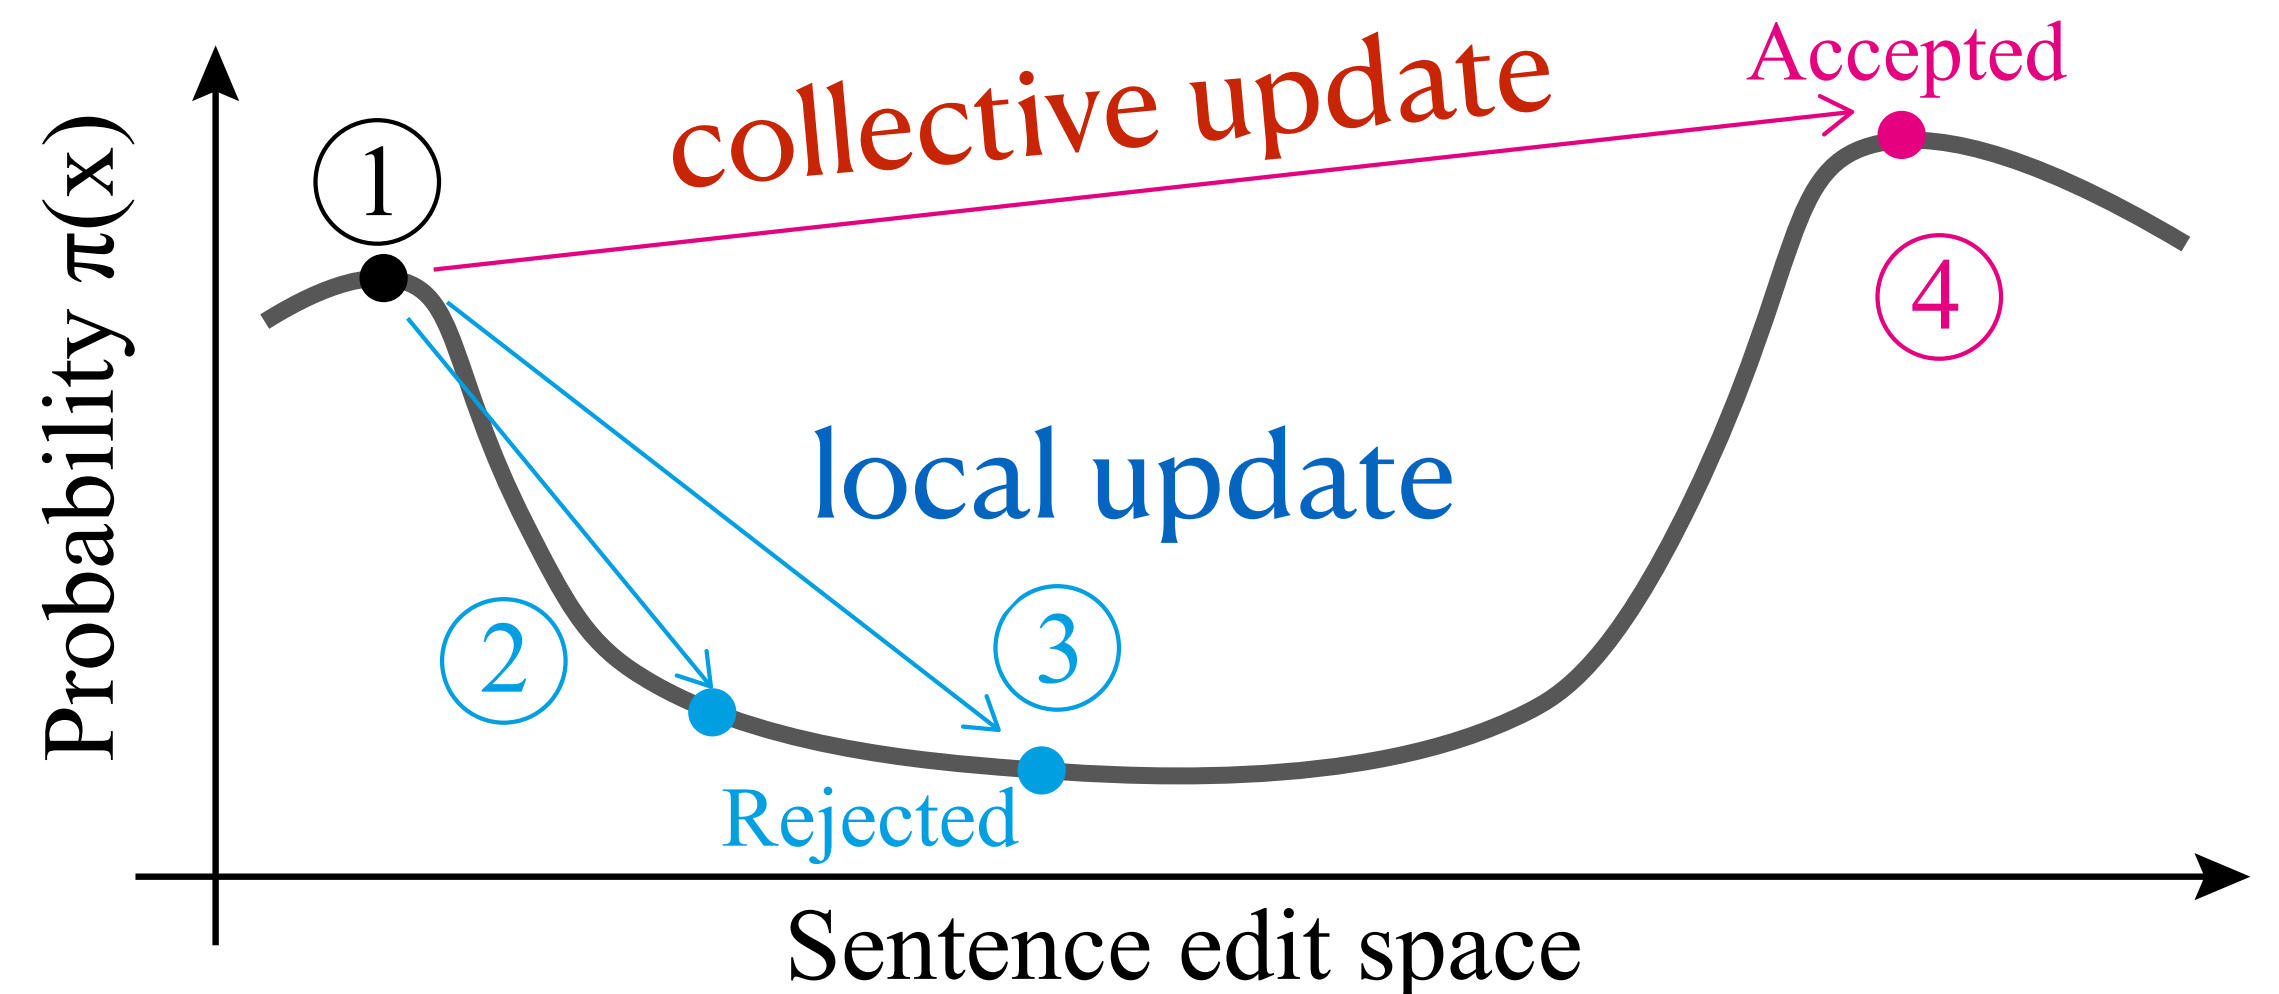 Accepted
collective update
1
Probability π(x)
4
local update
2
3
Rejected
Sentence edit space